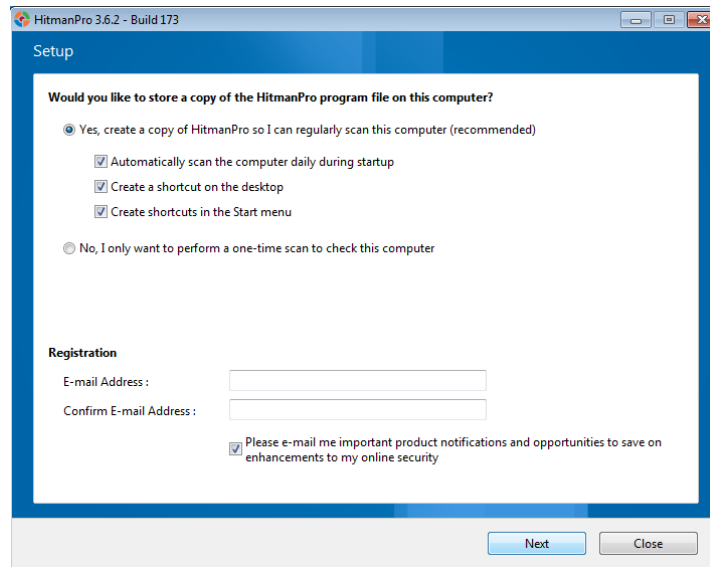 HitmanPro 3.6.2 - Build 173
Setup
Would you like to store a copy of the HitmanPro program file on this computer?
Yes, create a copy of HitmanPro so I can regularly scan this computer (recommended)
Automatically scan the computer daily during startup
Create a shortcut on the desktop
Create shortcuts in the Start menu
No, I only want to perform a one-time scan to check this computer
Registration
E-mail Address :
Confirm E-mail Address :
Please e-mail me important product notifications and opportunities to save on
enhancements to my online security
Next
Close